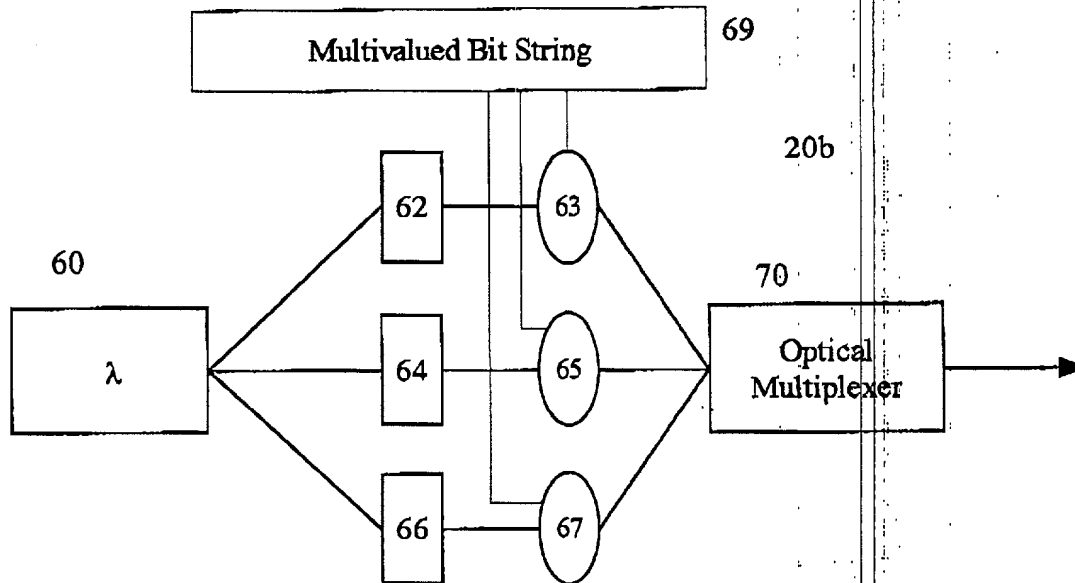 69
Multivalued Bit String
20b
62
63
60
70
λ
64
65
Optical
Multiplexer
66
67